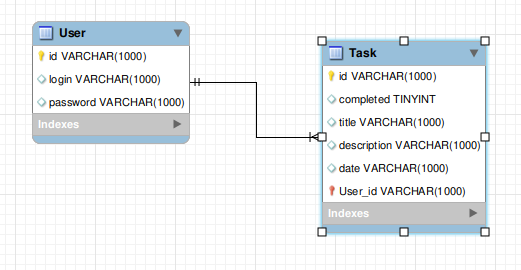 User
id VARCHAR(1000)
login VARCHAR(1000)
password VARCHAR(1000)
Indexes
Task
id VARCHAR(1000)
completed TINYINT
title VARCHAR(1000)
description VARCHAR(1000)
date VARCHAR(1000)
User_id VARCHAR(1000)
Indexes